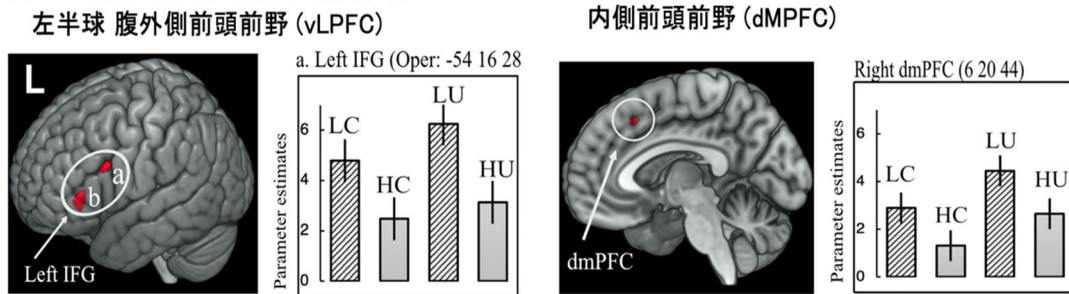 左半球 腹外側前頭前野 (vLPFC)
内側前頭前野 (dMPFC)
L
a
b
Left IFG
a. Left IFG (Oper: -54 16 28
Parameter estimates
6
4
2
0
LC
HC
LU
HU
dmPFC
Right dmPFC (6 20 44)
Parameter estimates
6
4
2
0
LC
HC
LU
HU